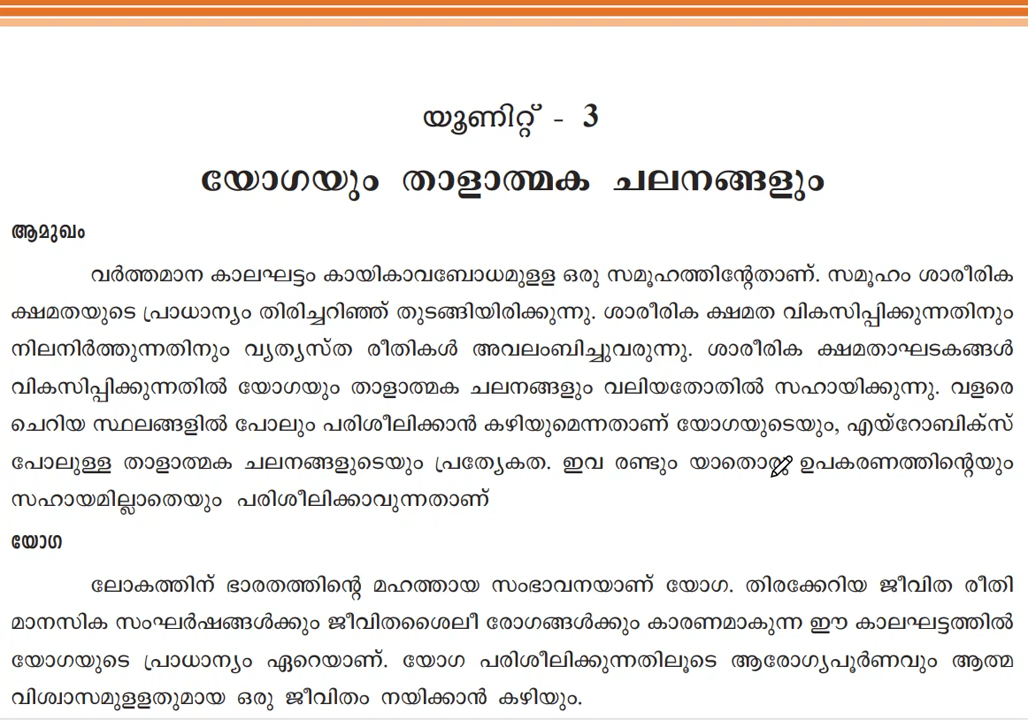 യൂണിറ്റ് - 3
യോഗയും താളാത്മക ചലനങ്ങളും
ആമുഖം
വർത്തമാന കാലഘട്ടം കായികാവബോധമുളള ഒരു സമൂഹത്തിന്റേതാണ്. സമൂഹം ശാരീരിക
ക്ഷമതയുടെ പ്രാധാന്യം തിരിച്ചറിഞ്ഞ് തുടങ്ങിയിരിക്കുന്നു. ശാരീരിക ക്ഷമത വികസിപ്പിക്കുന്നതിനും
നിലനിർത്തുന്നതിനും വ്യത്യസ്ത രീതികൾ അവലംബിച്ചുവരുന്നു. ശാരീരിക ക്ഷമതാഘടകങ്ങൾ
വികസിപ്പിക്കുന്നതിൽ യോഗയും താളാത്മക ചലനങ്ങളും വലിയതോതിൽ സഹായിക്കുന്നു. വളരെ
ചെറിയ സ്ഥലങ്ങളിൽ പോലും പരിശീലിക്കാൻ കഴിയുമെന്നതാണ് യോഗയുടെയും, എയ്റോബിക്സ്
പോലുള്ള താളാത്മക ചലനങ്ങളുടെയും പ്രത്യേകത. ഇവ രണ്ടും യാതൊരു ഉപകരണത്തിന്റെയും
സഹായമില്ലാതെയും പരിശീലിക്കാവുന്നതാണ്
യോഗ
ലോകത്തിന് ഭാരതത്തിന്റെ മഹത്തായ സംഭാവനയാണ് യോഗ. തിരക്കേറിയ ജീവിത രീതി
മാനസിക സംഘർഷങ്ങൾക്കും ജീവിതശൈലീ രോഗങ്ങൾക്കും കാരണമാകുന്ന ഈ കാലഘട്ടത്തിൽ
യോഗയുടെ പ്രാധാന്യം ഏറെയാണ്. യോഗ പരിശീലിക്കുന്നതിലൂടെ ആരോഗ്യപൂർണവും ആത്മ
വിശ്വാസമുളളതുമായ ഒരു ജീവിതം നയിക്കാൻ കഴിയും.